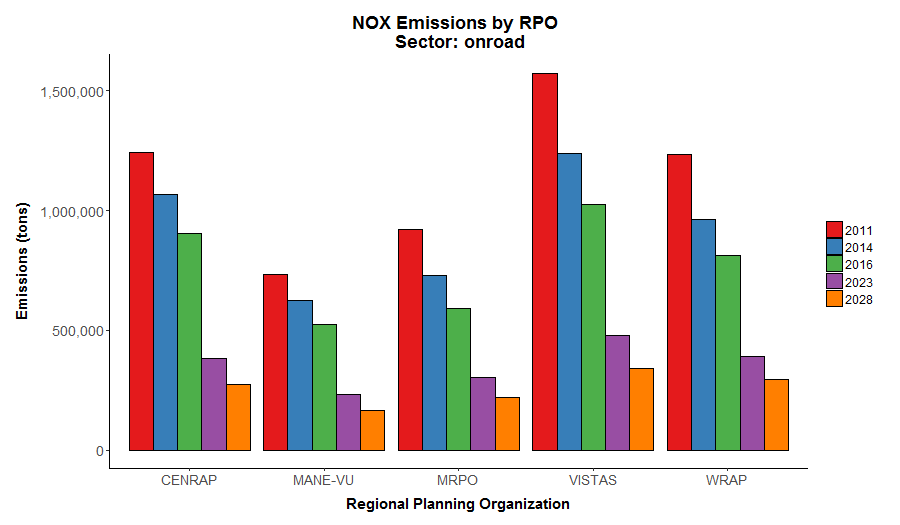 NOX Emissions by RPO
Sector: onroad
Emissions (tons)
1,500,000
1,000,000
500,000
0
CENRAP MANE-VU MRPO VISTAS WRAP
Regional Planning Organization
2011
2014
2016
2023
2028